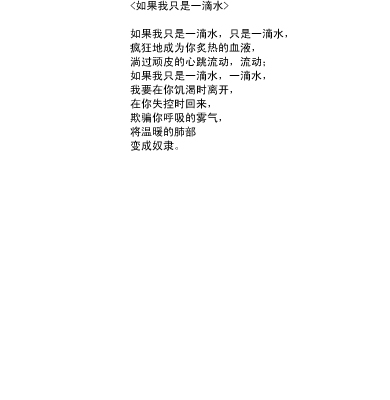 <如果我只是一滴水>
如果我只是一滴水，只是一滴水，
疯狂地成为你炙热的血液，
淌过顽皮的心跳流动，流动；
如果我只是一滴水，一滴水，
我要在你饥渴时离开，
在你失控时回来，
欺骗你呼吸的雾气，
将温暖的肺部
变成奴隶。